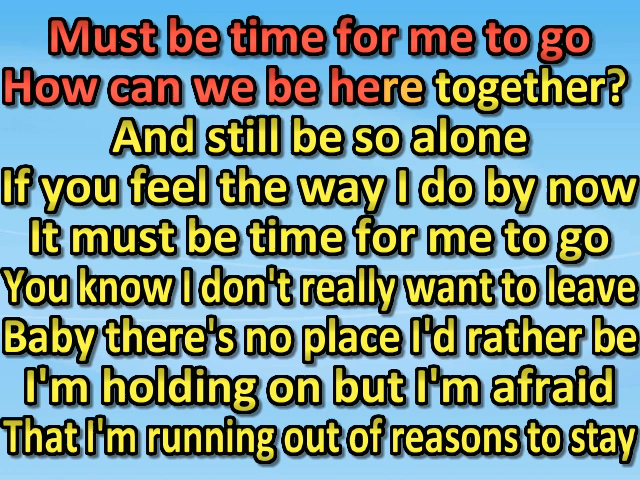 Must be time for me to go
How can we be here together?
And still be so alone
If you feel the way I do by now
It must be time for me to go
You know I don't really want to leave
Baby there's no place I'd rather be
I'm holding on but I'm afraid
That I'm running out of reasons to stay